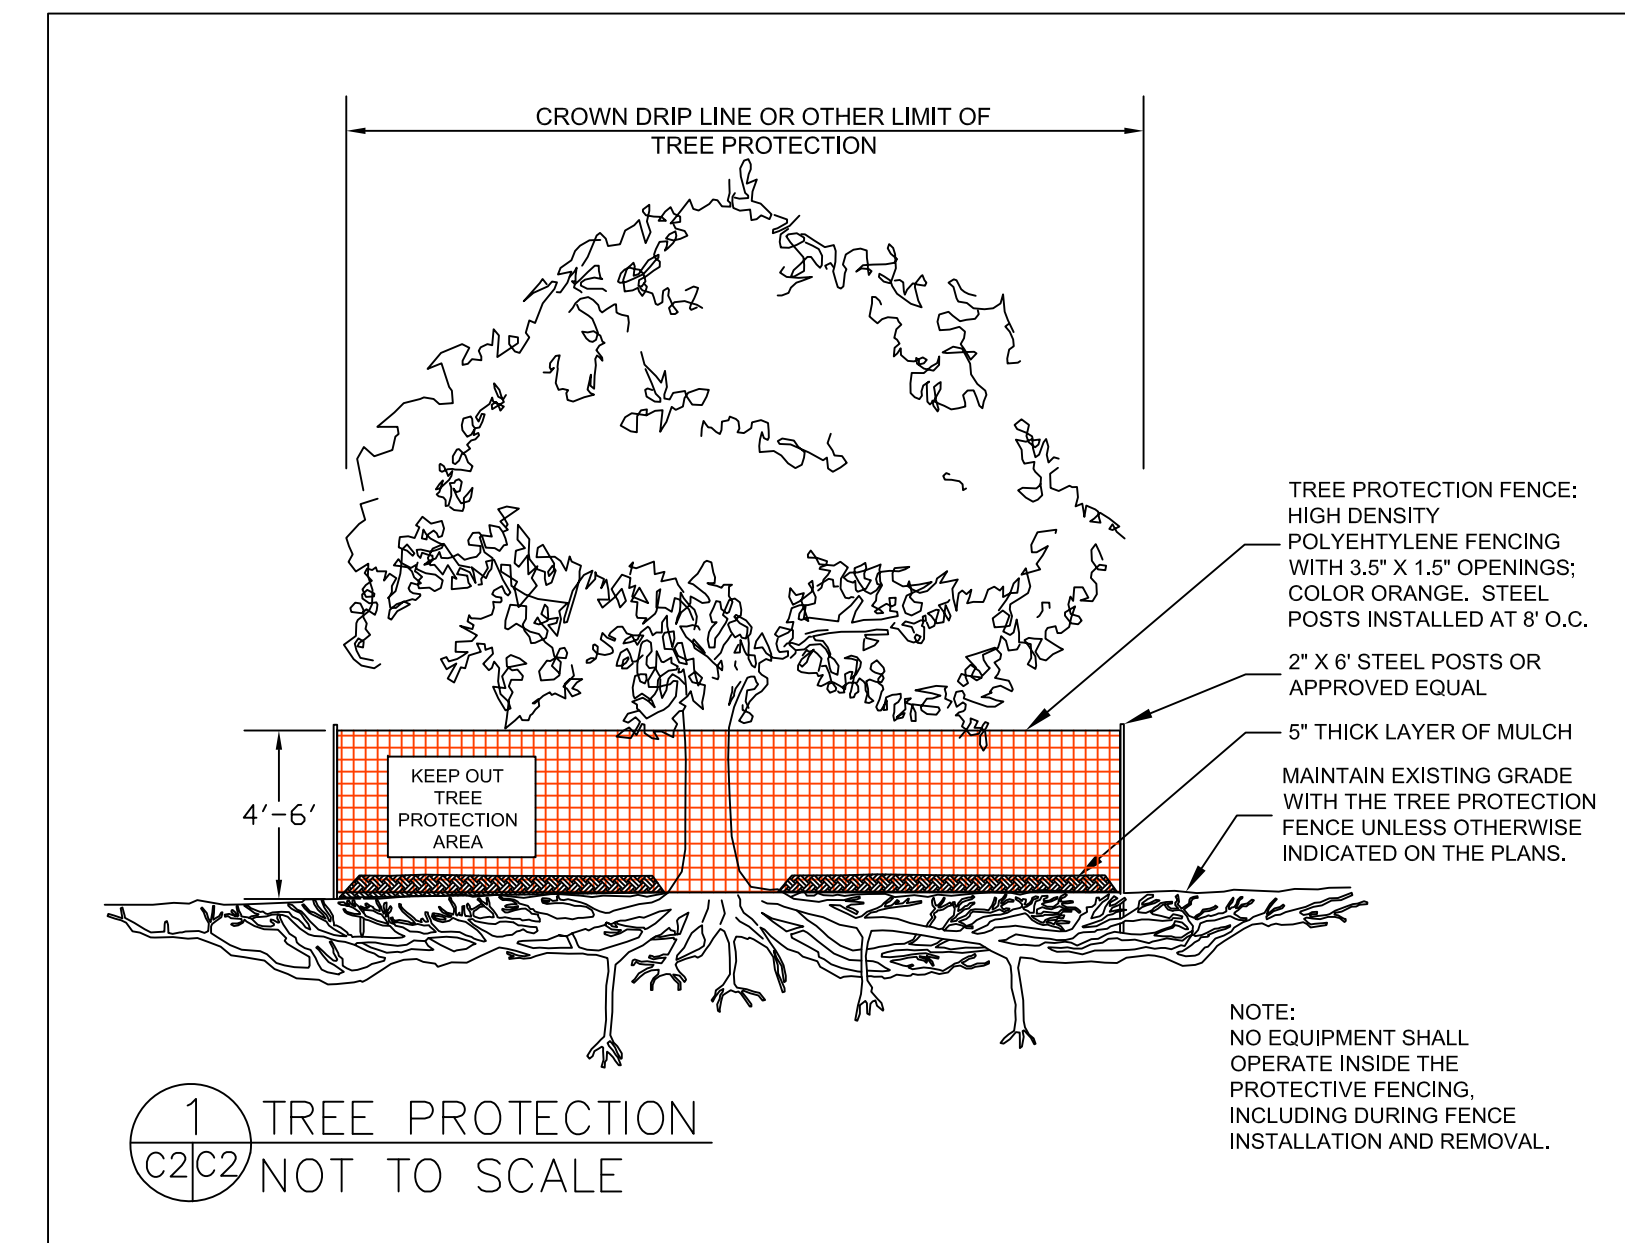 CROWN DRIP LINE OR OTHER LIMIT OF
TREE PROTECTION
TREE PROTECTION FENCE:
HIGH DENSITY
POLYEHTYLENE FENCING
WITH 3.5" X 1.5" OPENINGS;
COLOR ORANGE. STEEL
POSTS INSTALLED AT 8' O.C.
2" X 6' STEEL POSTS OR
APPROVED EQUAL
5" THICK LAYER OF MULCH
MAINTAIN EXISTING GRADE
WITH THE TREE PROTECTION
FENCE UNLESS OTHERWISE
INDICATED ON THE PLANS.
4'-6'
KEEP OUT
TREE
PROTECTION
AREA
NOTE:
NO EQUIPMENT SHALL
OPERATE INSIDE THE
PROTECTIVE FENCING,
INCLUDING DURING FENCE
INSTALLATION AND REMOVAL.
1
C2 C2
TREE PROTECTION
NOT TO SCALE